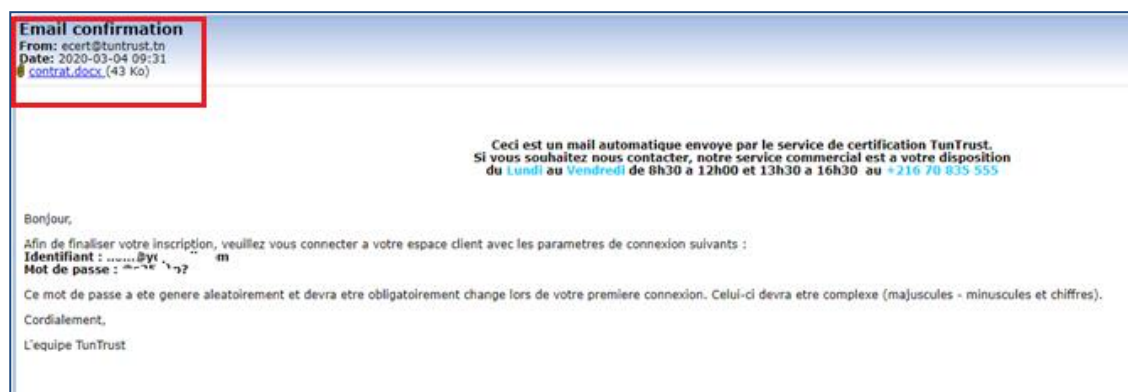 Email confirmation
From: ecert@tuntrust.tn
Date: 2020-03-04 09:31
contrat.docx (43 Ko)
Ceci est un mail automatique envoye par le service de certification TunTrust.
Si vous souhaitez nous contacter, notre service commercial est a votre disposition
du Lundi au Vendredi de 8h30 a 12h00 et 13h30 a 16h30 au +216 70 835 555
Bonjour,
Afin de finaliser votre inscription, veuillez vous connecter a votre espace client avec les parametres de connexion suivants :
Identifiant :
Mot de passe :
Ce mot de passe a ete genere aleatoirement et devra etre obligatoirement change lors de votre premiere connexion. Celui-ci devra etre complexe (majuscules - minuscules et chiffres).
Cordialement,
L'equipe TunTrust